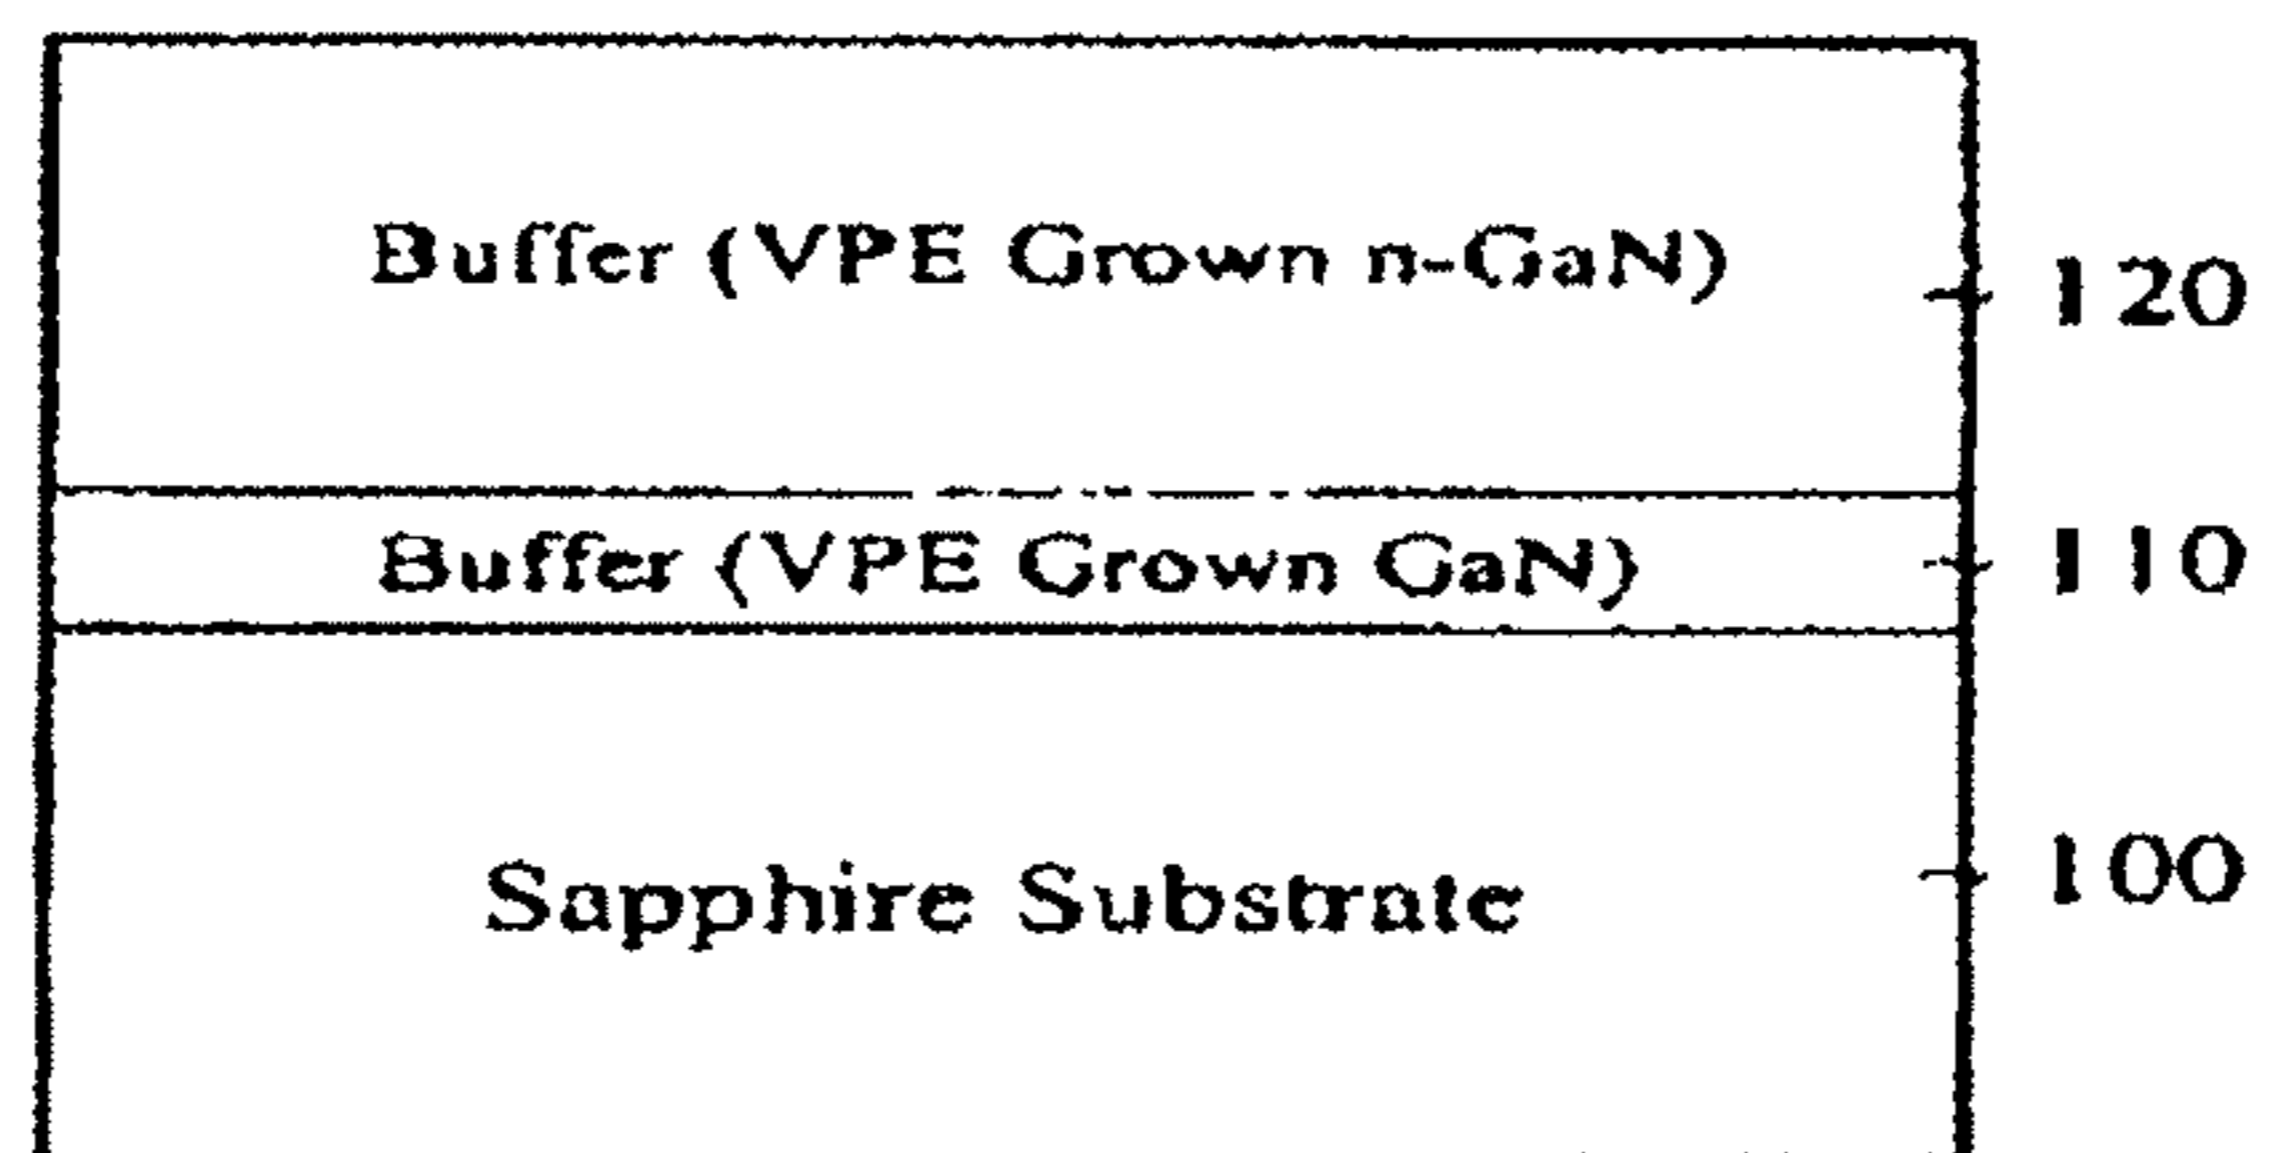 Buffer (VPE Grown n-GaN)
120
Buffer (VPE Grown GaN)
110
Sapphire Substrate
100